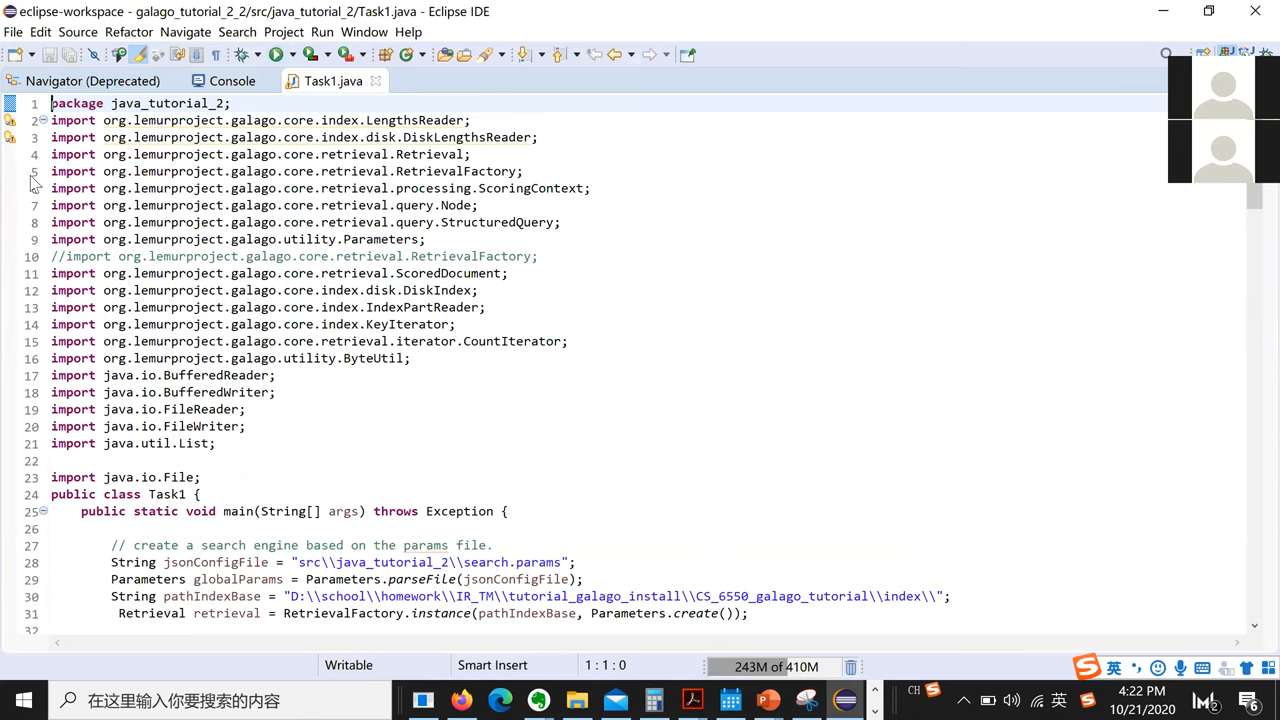 eclipse-workspace - galago_tutorial_2_2/src/java_tutorial_2/Task1.java - Eclipse IDE
File Edit Source Refactor Navigate Search Project Run Window Help
Navigator (Deprecated) Console Task1.java
1 package java_tutorial_2;
2 import org.lemurproject.galago.core.index.LengthsReader;
3 import org.lemurproject.galago.core.index.disk.DiskLengthsReader;
4 import org.lemurproject.galago.core.retrieval.Retrieval;
5 import org.lemurproject.galago.core.retrieval.RetrievalFactory;
import org.lemurproject.galago.core.retrieval.processing.ScoringContext;
7 import org.lemurproject.galago.core.retrieval.query.Node;
8 import org.lemurproject.galago.core.retrieval.query.StructuredQuery;
9 import org.lemurproject.galago.utility.Parameters;
10 //import org.lemurproject.galago.core.retrieval.RetrievalFactory;
11 import org.lemurproject.galago.core.retrieval.ScoredDocument;
12 import org.lemurproject.galago.core.index.disk.DiskIndex;
13 import org.lemurproject.galago.core.index.IndexPartReader;
14 import org.lemurproject.galago.core.index.KeyIterator;
15 import org.lemurproject.galago.core.retrieval.iterator.CountIterator;
16 import org.lemurproject.galago.utility.ByteUtil;
17 import java.io.BufferedReader;
18 import java.io.BufferedWriter;
19 import java.io.FileReader;
20 import java.io.FileWriter;
21 import java.util.List;
22
23 import java.io.File;
24 public class Task1 {
25 public static void main(String[] args) throws Exception {
26
27 // create a search engine based on the params file.
28 String jsonConfigFile = "src\\java_tutorial_2\\search.params";
29 Parameters globalParams = Parameters.parseFile(jsonConfigFile);
30 String pathIndexBase = "D:\\school\\homework\\IR_TM\\tutorial_galago_install\\CS_6550_galago_tutorial\\index\\";
31 Retrieval retrieval = RetrievalFactory.instance(pathIndexBase, Parameters.create());
32
Writable Smart Insert 1 : 1 : 0 243M of 410M 英
在这里输入你要搜索的内容 CH 英 4:22 PM
10/21/2020 6